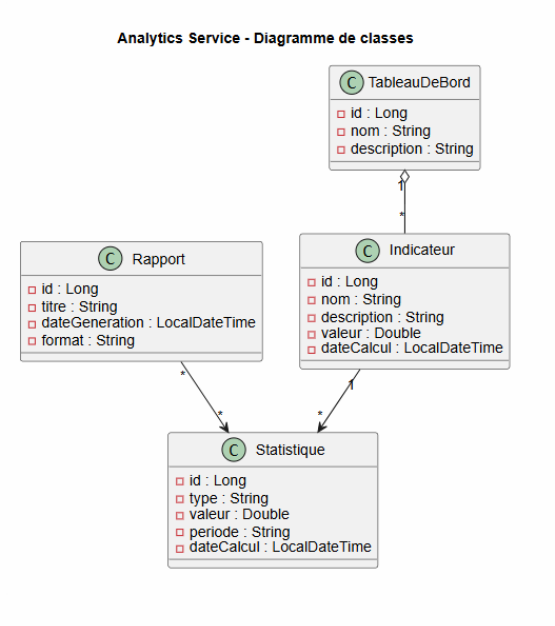 Analytics Service - Diagramme de classes
C TableauDeBord
id : Long
nom : String
description : String
1
*
C Rapport
id : Long
titre : String
dateGeneration : LocalDateTime
format : String
C Indicateur
id : Long
nom : String
description : String
valeur : Double
dateCalcul : LocalDateTime
*
1
*
*
C Statistique
id : Long
type : String
valeur : Double
periode : String
dateCalcul : LocalDateTime